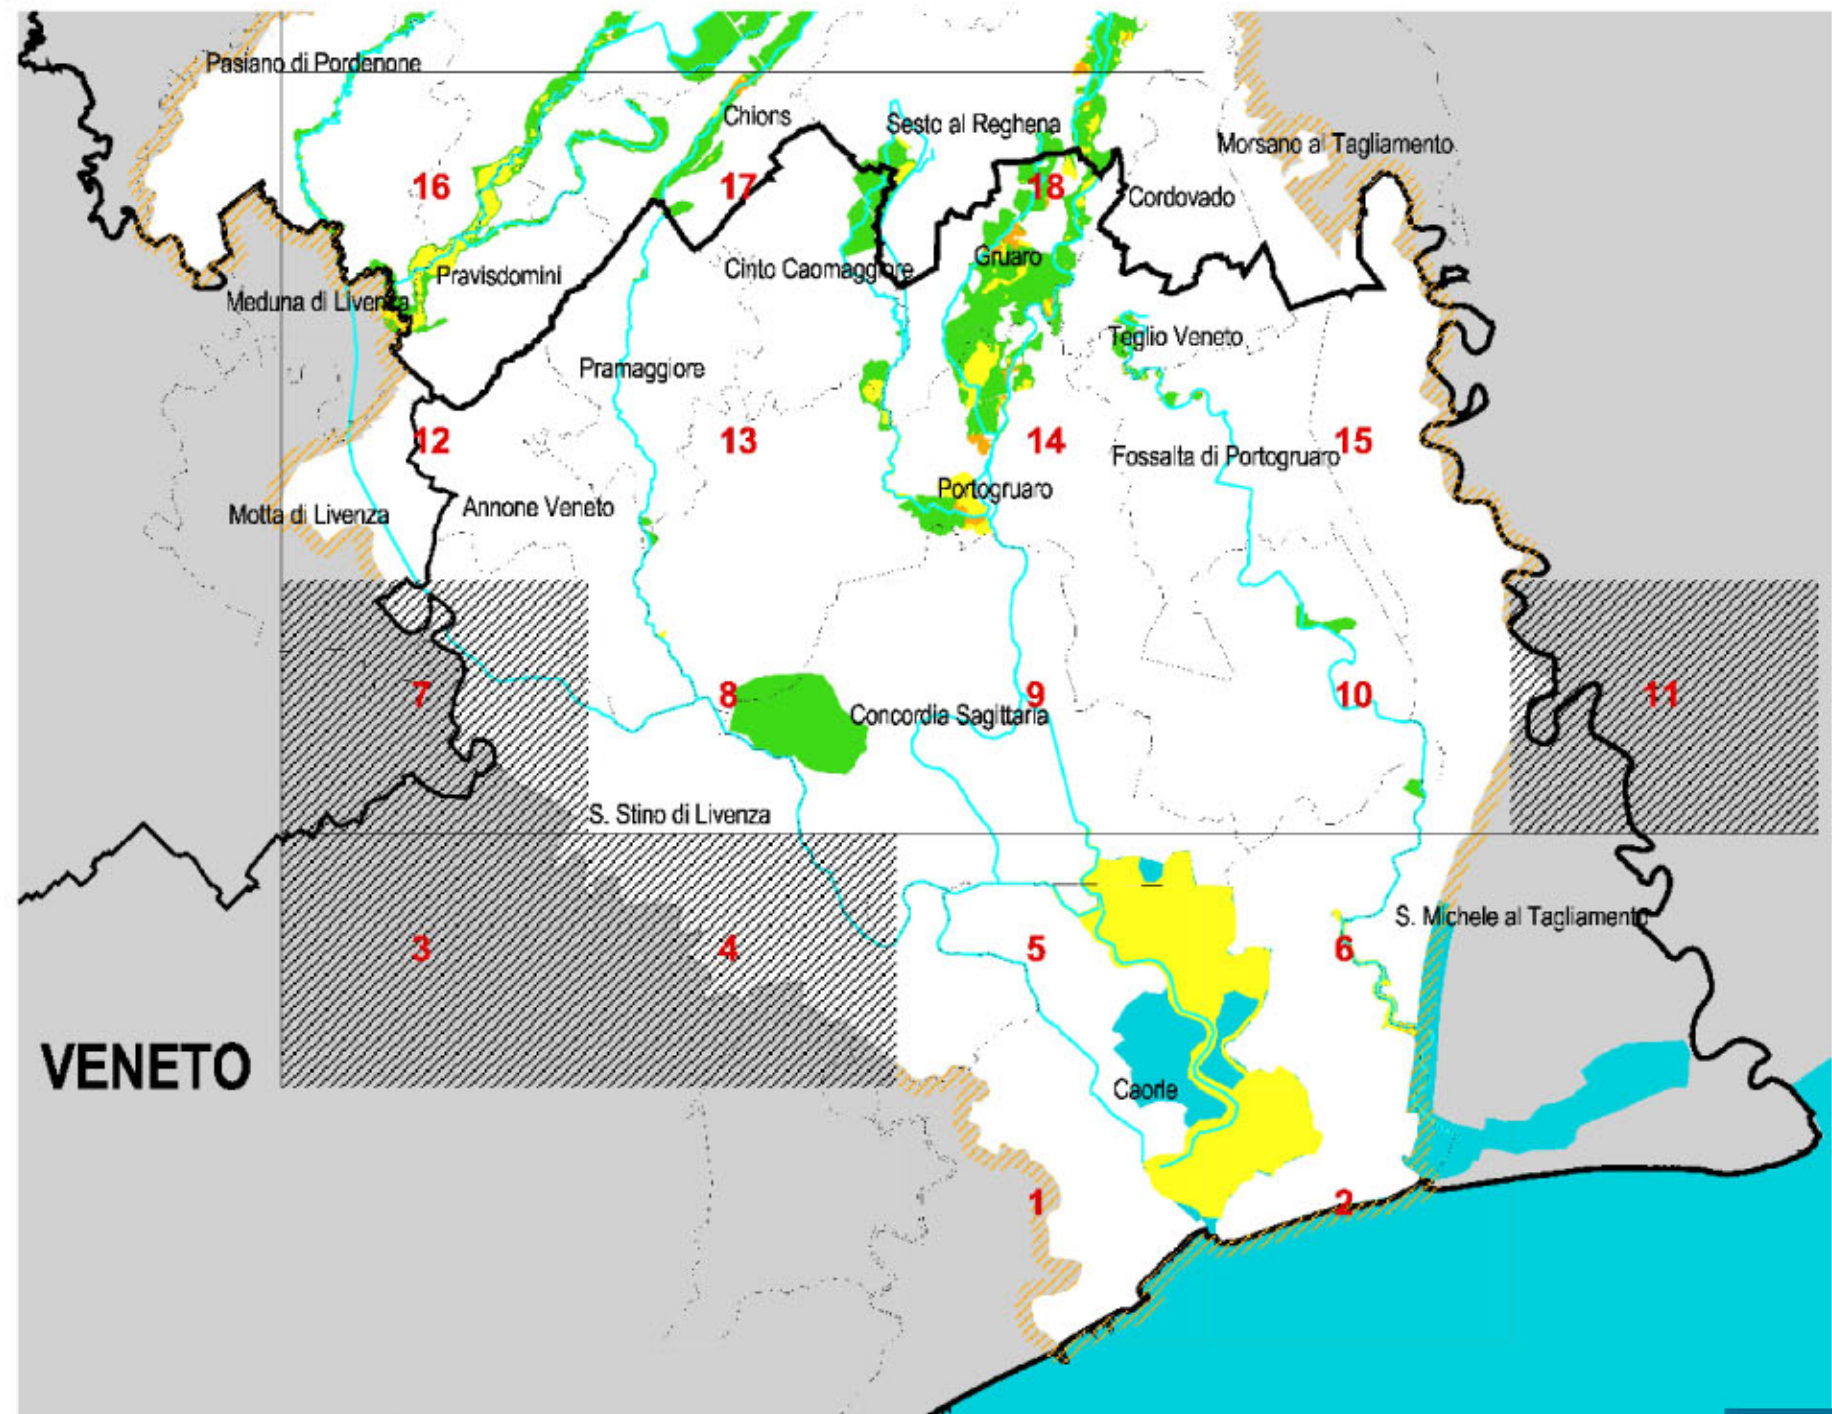 Pasiano di Pordenone
Chions
Sesto al Reghena
Morsano al Tagliamento
16
17
18
Cordovado
Pravisdomini
Cinto Caomaggiore
Gruaro
Meduna di Livenza
Teglio Veneto
Pramaggiore
12
13
14
15
Fossalta di Portogruaro
Portogruaro
Annone Veneto
Motta di Livenza
7
8
9
10
11
Concordia Sagittaria
S. Stino di Livenza
S. Michele al Tagliamento
3
4
5
6
VENETO
Caorle
1
2